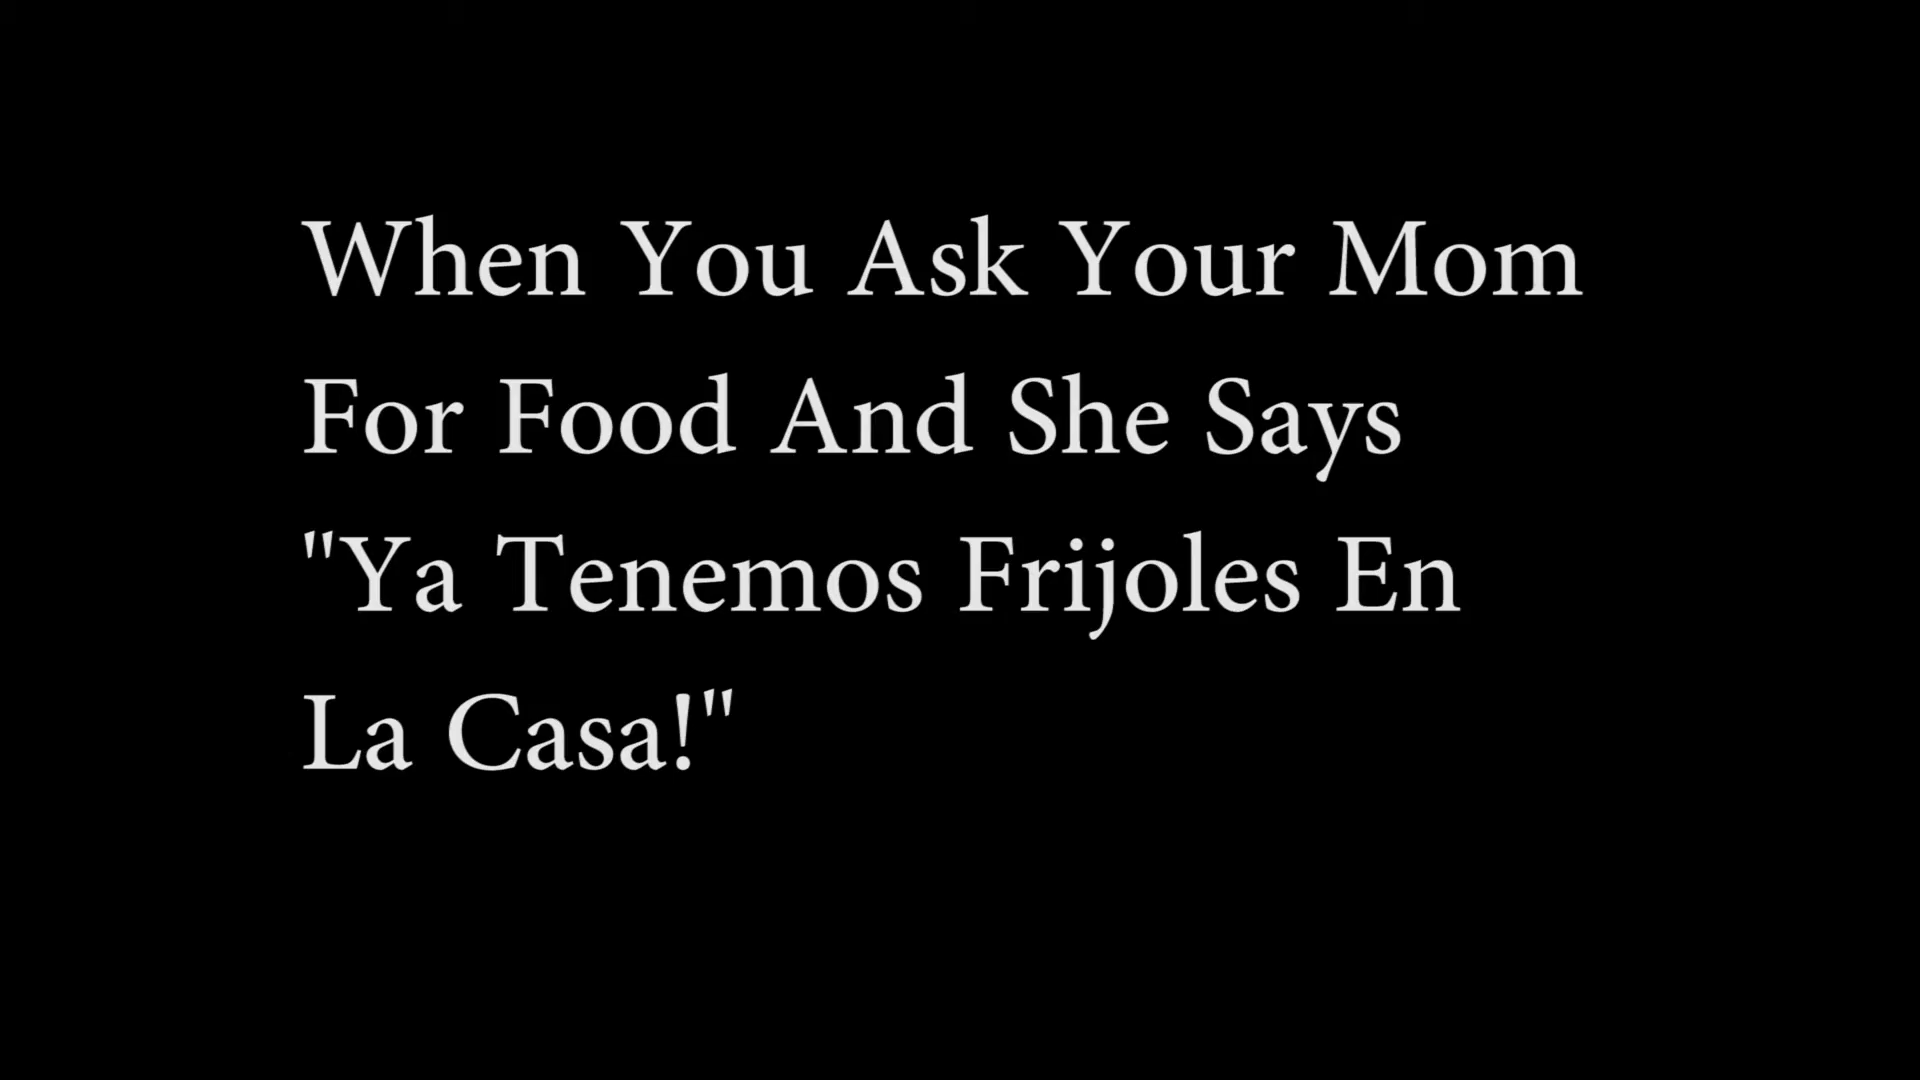 When You Ask Your Mom
For Food And She Says
"Ya Tenemos Frijoles En
La Casa!"